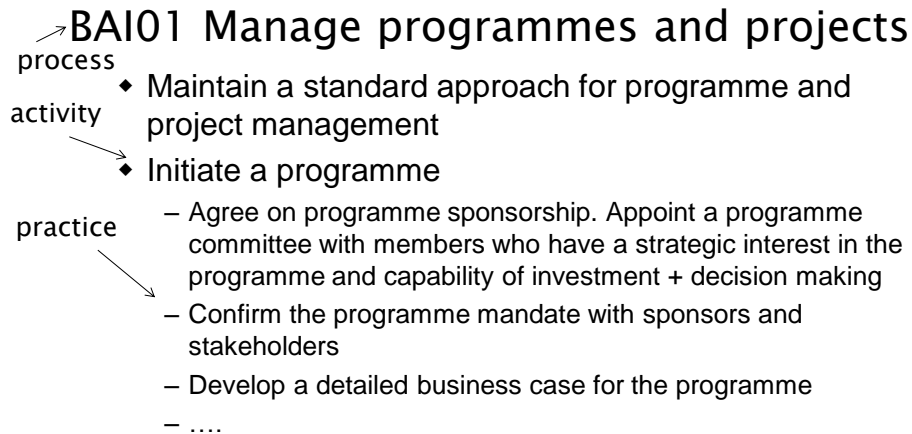 BAI01 Manage programmes and projects
process
◆ Maintain a standard approach for programme and
project management
activity
◆ Initiate a programme
– Agree on programme sponsorship. Appoint a programme
committee with members who have a strategic interest in the
programme and capability of investment + decision making
practice
– Confirm the programme mandate with sponsors and
stakeholders
– Develop a detailed business case for the programme
– ….